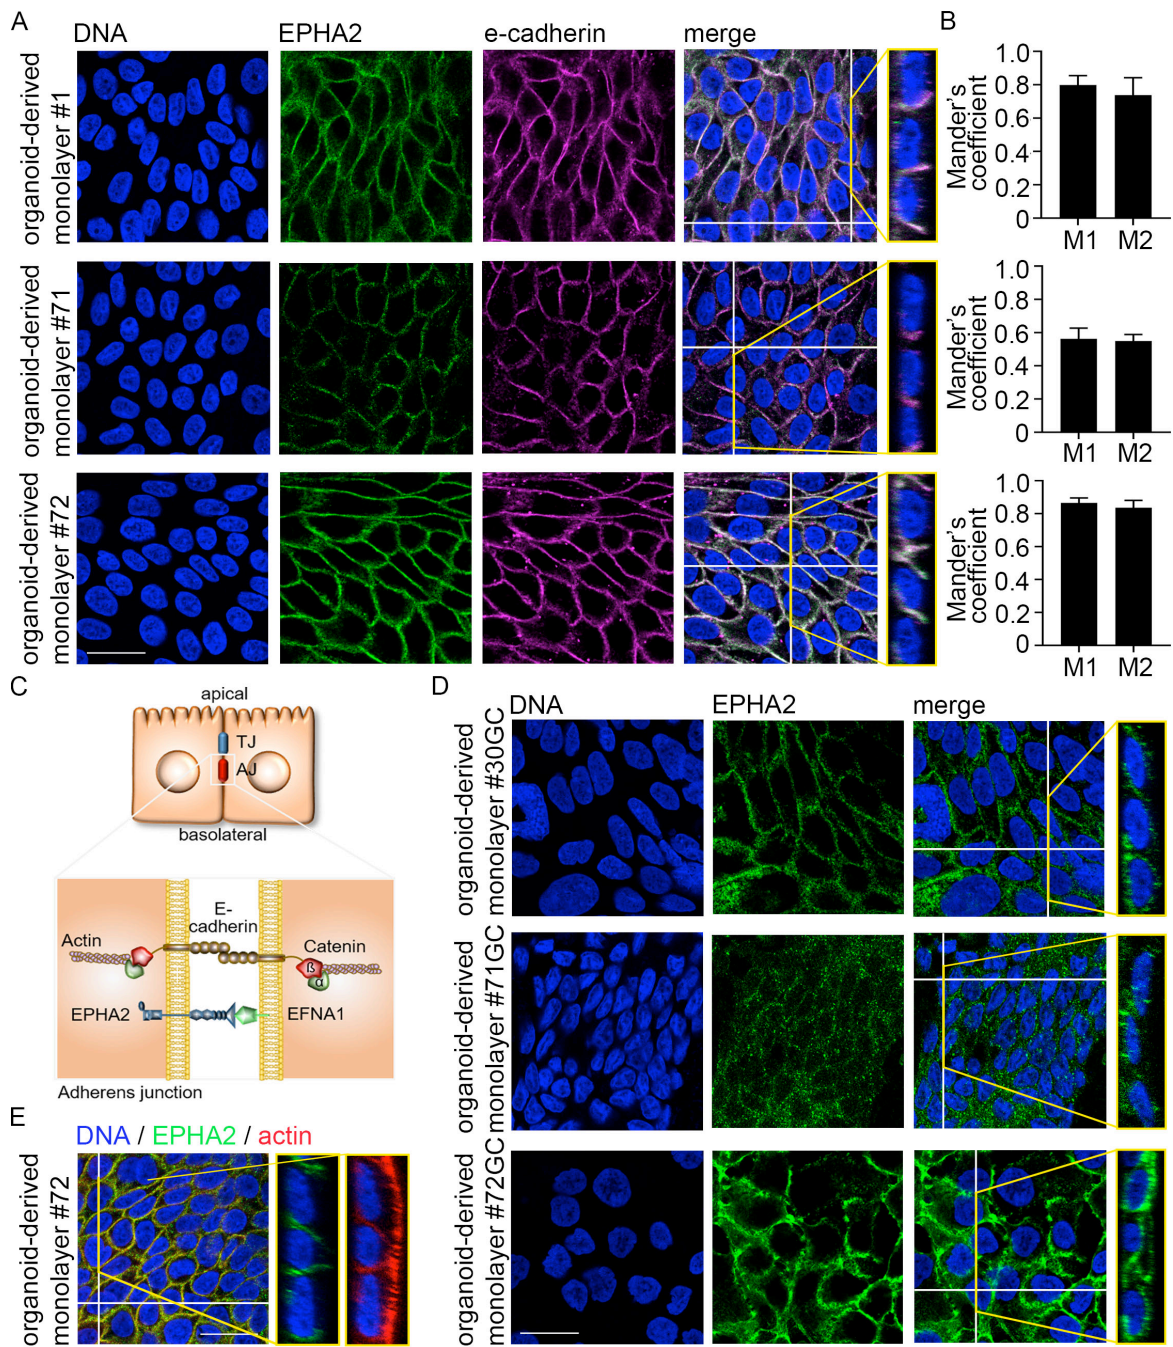 A
DNA
EPHA2
e-cadherin
merge
organoid-derived
monolayer #1
organoid-derived
monolayer #71
organoid-derived
monolayer #72
B
Mander's
coefficient
1.0
0.8
0.6
0.4
0.2
0
M1
M2
Mander's
coefficient
1.0
0.8
0.6
0.4
0.2
0
M1
M2
Mander's
coefficient
1.0
0.8
0.6
0.4
0.2
0
M1
M2
C
apical
TJ
AJ
basolateral
E-
cadherin
Actin
Catenin
ß
α
EPHA2
EFNA1
Adherens junction
D
DNA
EPHA2
merge
organoid-derived
monolayer #30GC
organoid-derived
monolayer #71GC
organoid-derived
monolayer #72GC
E
DNA / EPHA2 / actin
organoid-derived
monolayer #72